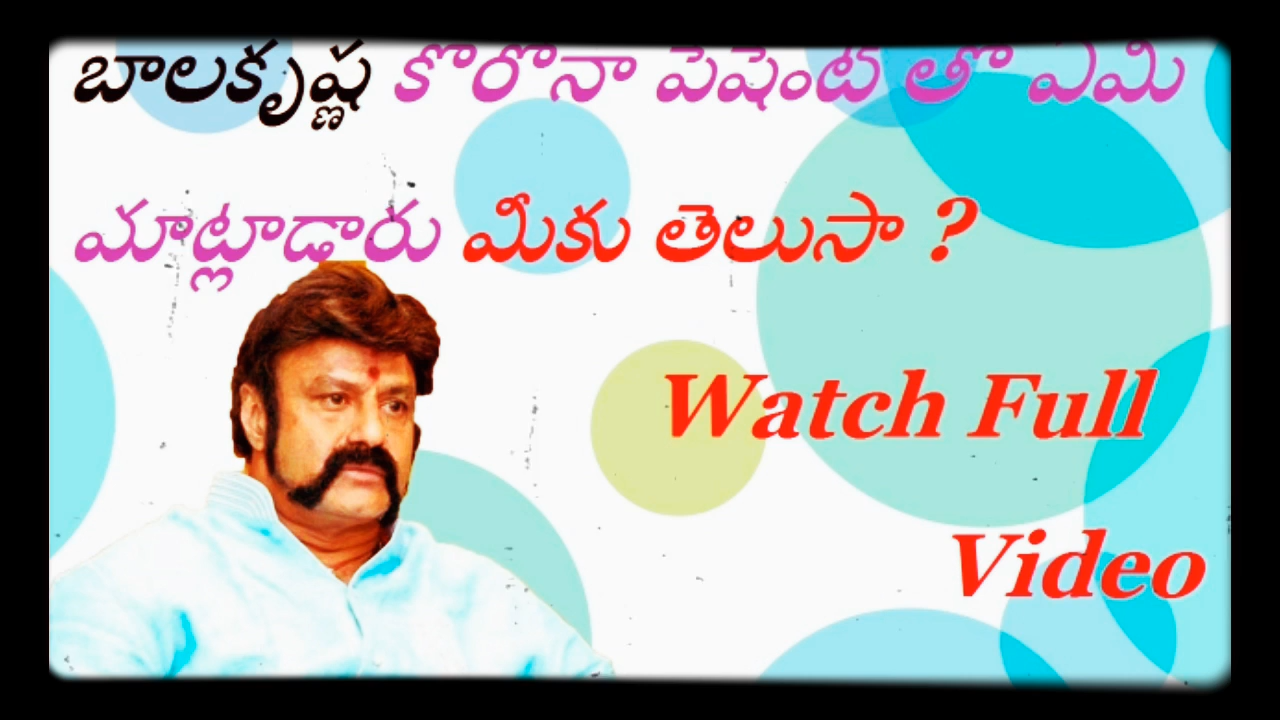 బాలకృష్ణ కొరొనా పేషెంట్ తో ఏమి
మాట్లాడారు మీకు తెలుసా ?
Watch Full
Video